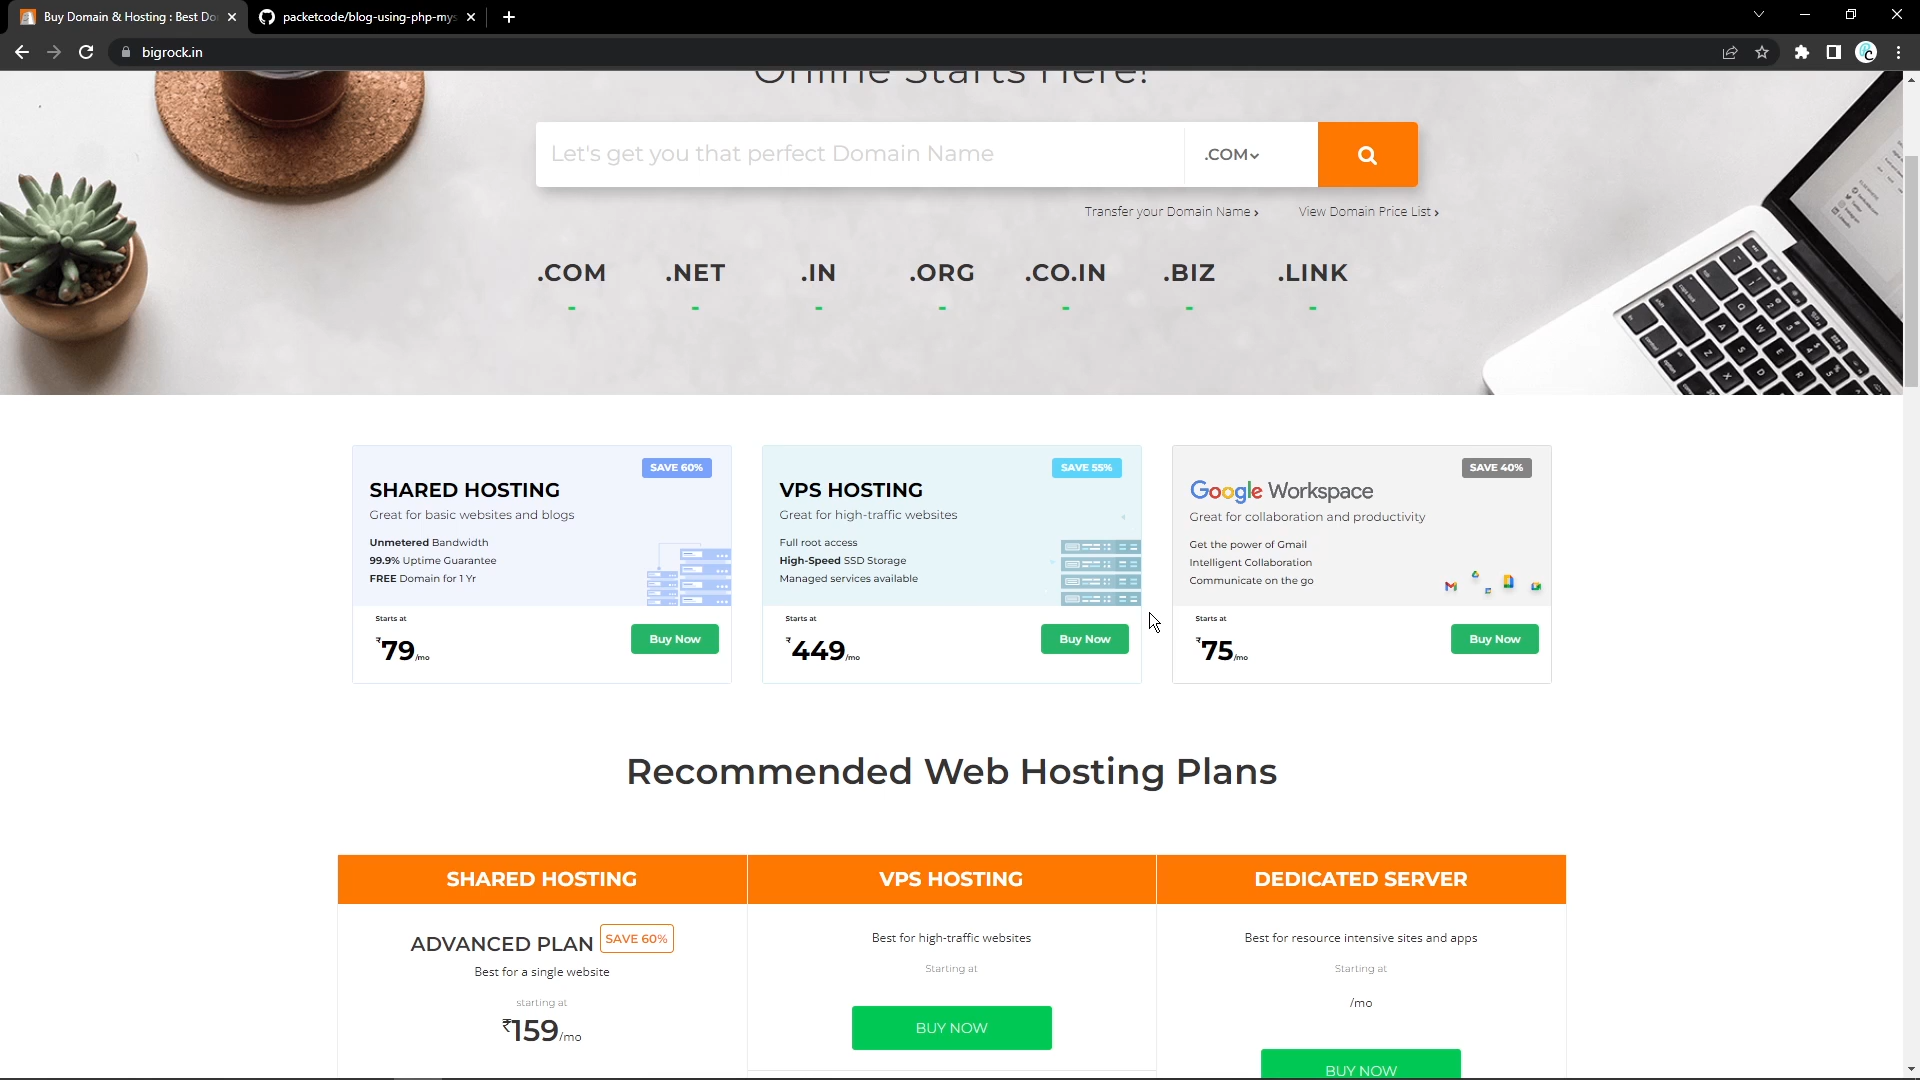 Buy Domain & Hosting : Best Do
packetcode/blog-using-php-mys
bigrock.in
Online Starts Here!
Let's get you that perfect Domain Name
.COM
Transfer your Domain Name ›
View Domain Price List ›
.COM
.NET
.IN
.ORG
.CO.IN
.BIZ
.LINK
-
-
-
-
-
-
-
SAVE 60%
SHARED HOSTING
Great for basic websites and blogs
Unmetered Bandwidth
99.9% Uptime Guarantee
FREE Domain for 1 Yr
Starts at
₹79/mo
Buy Now
SAVE 55%
VPS HOSTING
Great for high-traffic websites
Full root access
High-Speed SSD Storage
Managed services available
Starts at
₹449/mo
Buy Now
SAVE 40%
Google Workspace
Great for collaboration and productivity
Get the power of Gmail
Intelligent Collaboration
Communicate on the go
Starts at
₹75/mo
Buy Now
Recommended Web Hosting Plans
SHARED HOSTING
VPS HOSTING
DEDICATED SERVER
ADVANCED PLAN SAVE 60%
Best for a single website
starting at
₹159/mo
Best for high-traffic websites
Starting at
BUY NOW
Best for resource intensive sites and apps
Starting at
/mo
BUY NOW